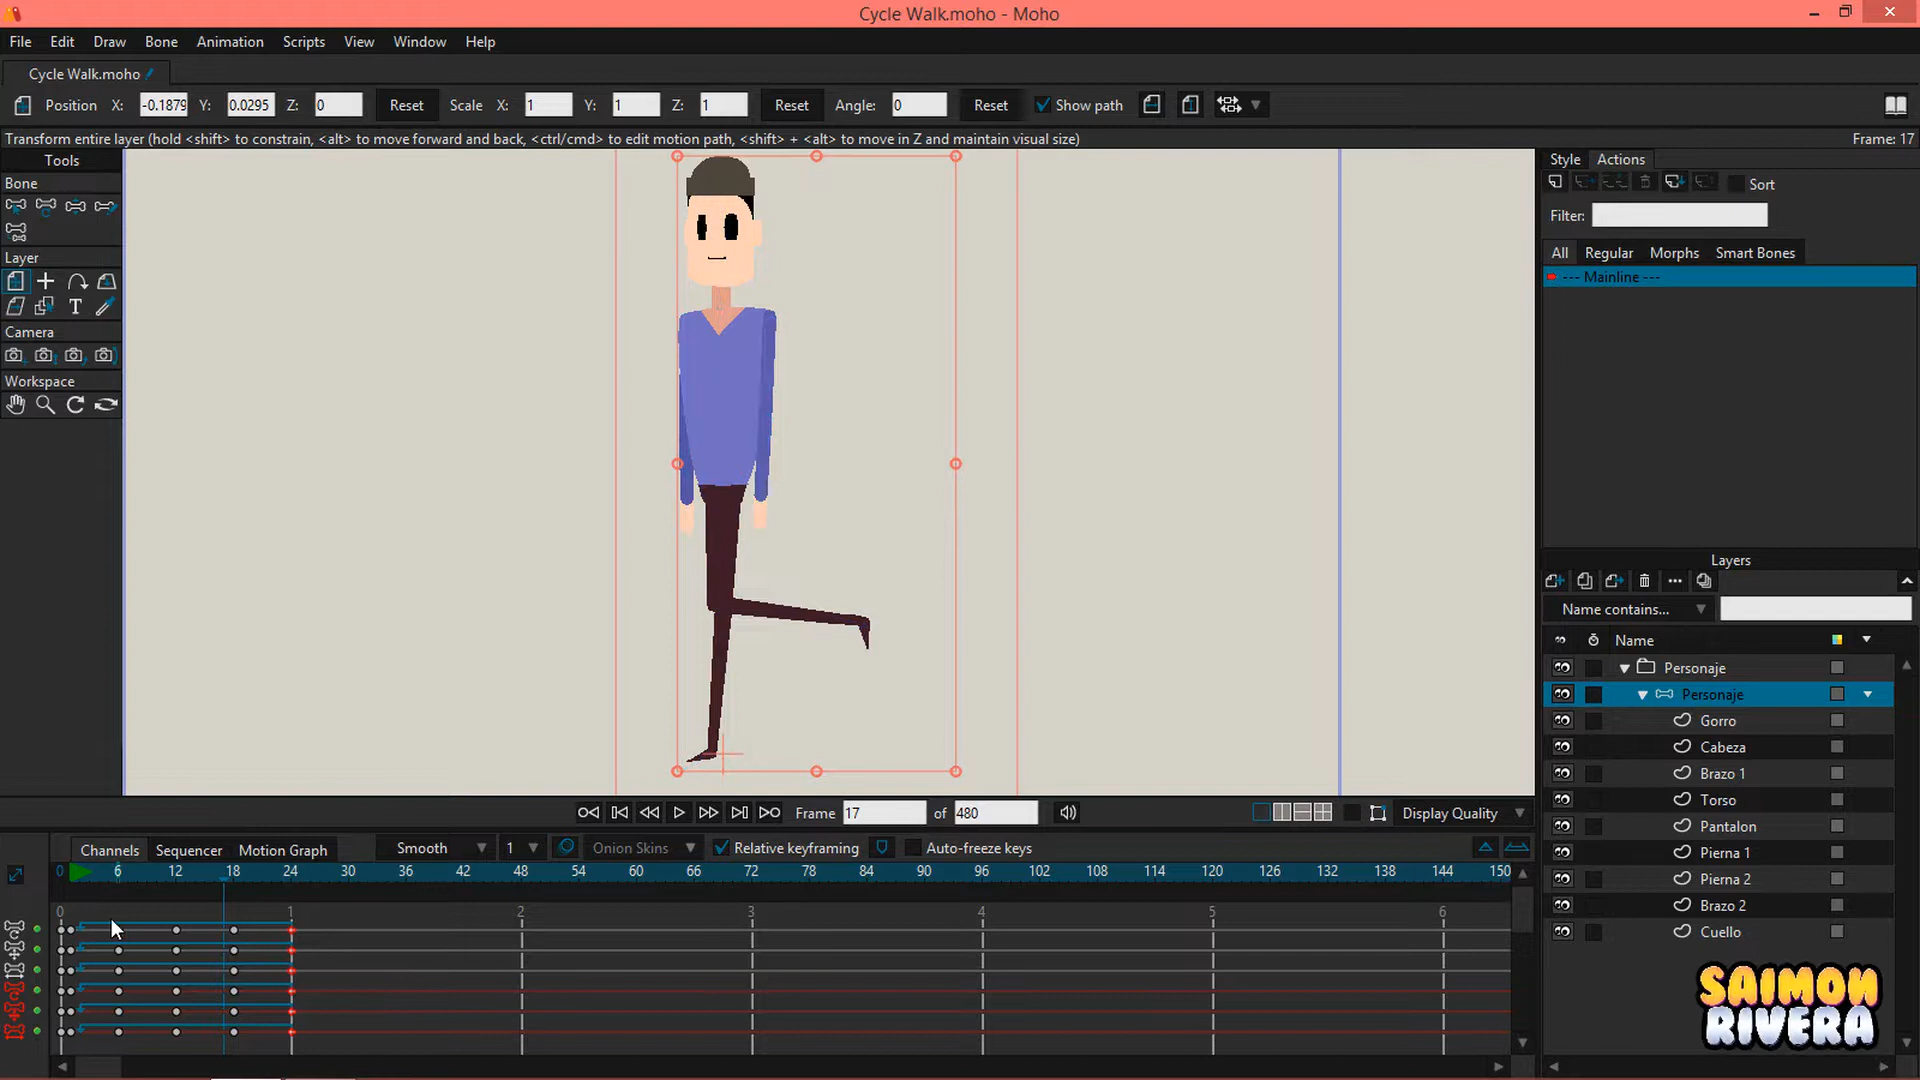 Cycle Walk.moho - Moho
File Edit Draw Bone Animation Scripts View Window Help
Cycle Walk.moho
Position X: -0.1879 Y: 0.0295 Z: 0 Reset Scale X: 1 Y: 1 Z: 1 Reset Angle: 0 Reset Show path
Transform entire layer (hold <shift> to constrain, <alt> to move forward and back, <ctrl/cmd> to edit motion path, <shift> + <alt> to move in Z and maintain visual size) Frame: 17
Tools
Bone
Layer
T
Camera
Workspace
Style Actions
Sort
Filter:
All Regular Morphs Smart Bones
--- Mainline ---
Layers
Name contains...
Name
Personaje
Personaje
Gorro
Cabeza
Brazo 1
Torso
Pantalon
Pierna 1
Pierna 2
Brazo 2
Cuello
Frame 17 of 480 Display Quality
Channels Sequencer Motion Graph Smooth 1 Onion Skins Relative keyframing Auto-freeze keys
0 6 12 18 24 30 36 42 48 54 60 66 72 78 84 90 96 102 108 114 120 126 132 138 144 150
0 1 2 3 4 5 6
SAIMON
RIVERA